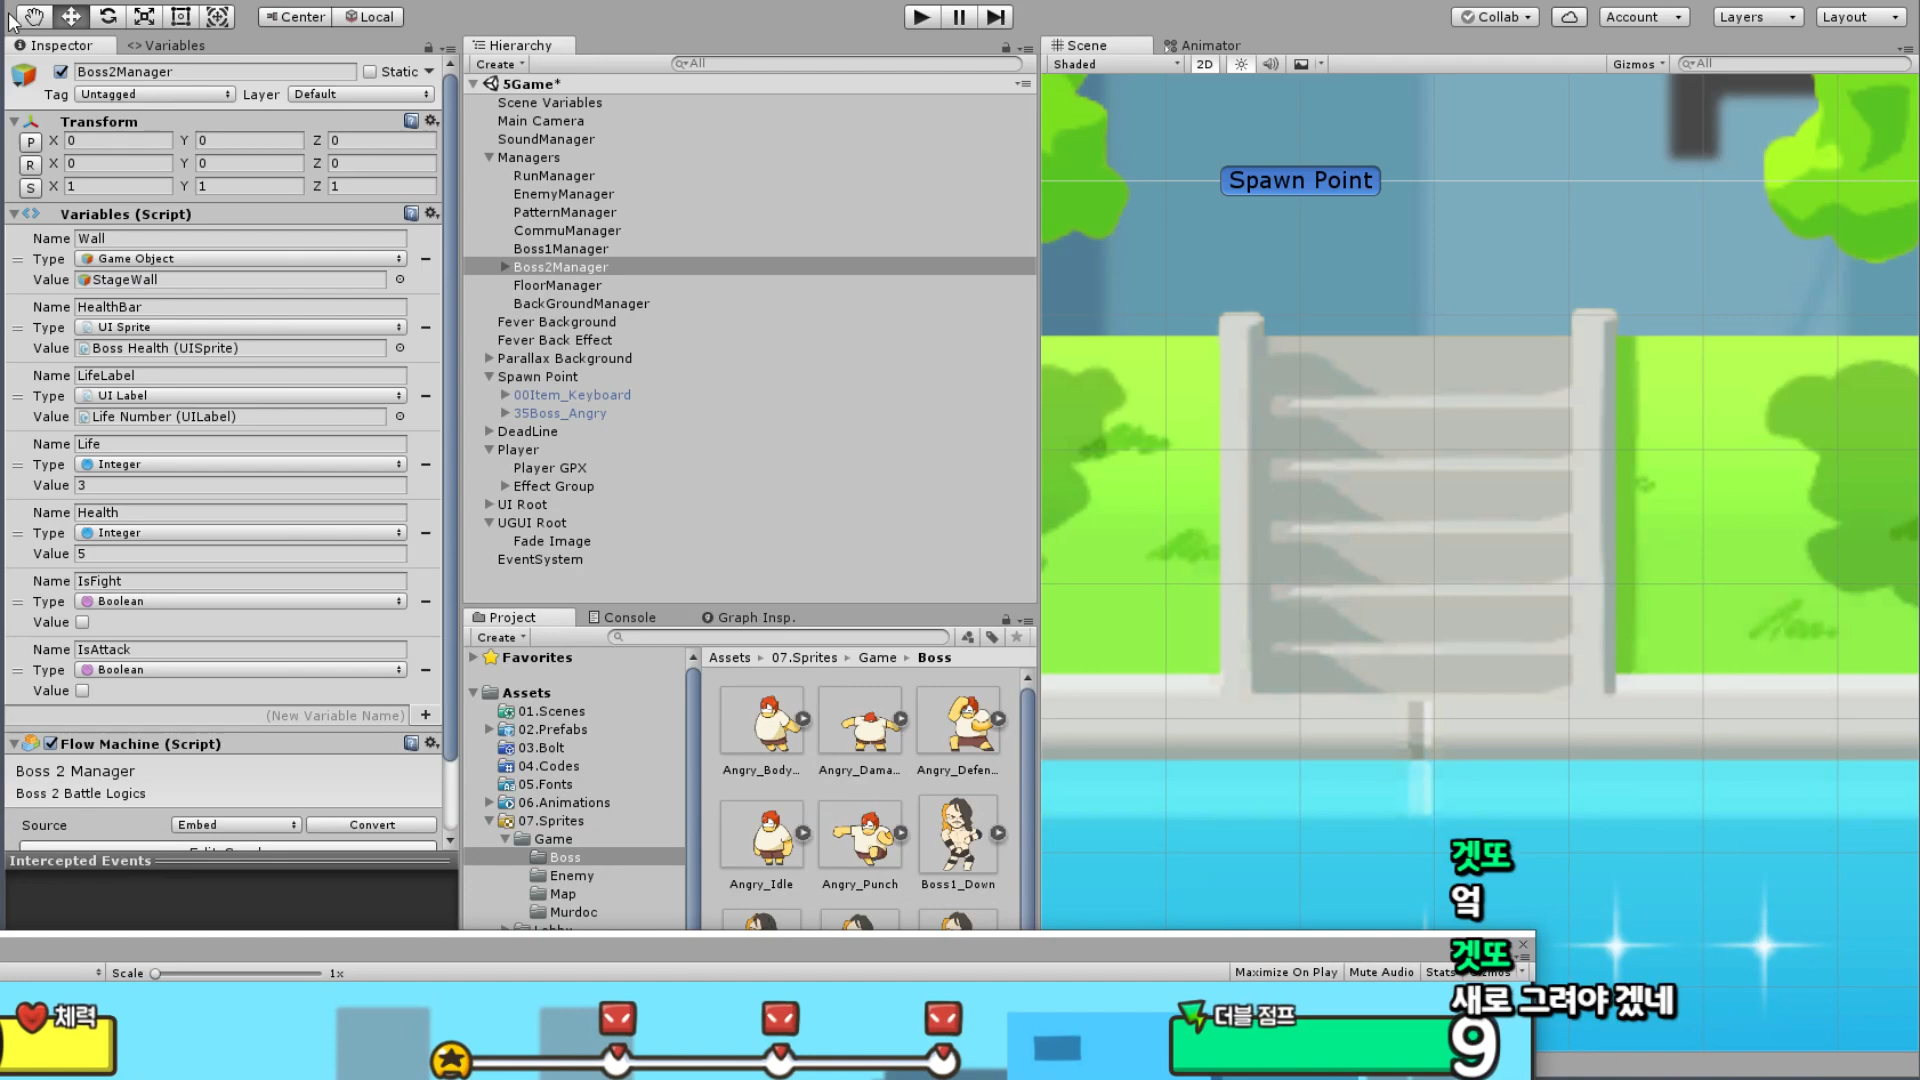 Center
Local
Collab
Account
Layers
Layout
Inspector
<> Variables
Boss2Manager
Static
Tag
Untagged
Layer
Default
Transform
P X 0 Y 0 Z 0
R X 0 Y 0 Z 0
S X 1 Y 1 Z 1
Variables (Script)
Name Wall
Type Game Object
Value StageWall
Name HealthBar
Type UI Sprite
Value Boss Health (UISprite)
Name LifeLabel
Type UI Label
Value Life Number (UILabel)
Name Life
Type Integer
Value 3
Name Health
Type Integer
Value 5
Name IsFight
Type Boolean
Value
Name IsAttack
Type Boolean
Value
(New Variable Name)
Flow Machine (Script)
Boss 2 Manager
Boss 2 Battle Logics
Source
Embed
Convert
Intercepted Events
Hierarchy
Create
All
5Game*
Scene Variables
Main Camera
SoundManager
Managers
RunManager
EnemyManager
PatternManager
CommuManager
Boss1Manager
Boss2Manager
FloorManager
BackGroundManager
Fever Background
Fever Back Effect
Parallax Background
Spawn Point
00Item_Keyboard
35Boss_Angry
DeadLine
Player
Player GPX
Effect Group
UI Root
UGUI Root
Fade Image
EventSystem
Project
Console
Graph Insp.
Create
Favorites
Assets
01.Scenes
02.Prefabs
03.Bolt
04.Codes
05.Fonts
06.Animations
07.Sprites
Game
Boss
Enemy
Map
Murdoc
Assets
07.Sprites
Game
Boss
Angry_Body...
Angry_Dama...
Angry_Defen...
Angry_Idle
Angry_Punch
Boss1_Down
Scene
Animator
Shaded
2D
Gizmos
All
Spawn Point
Scale
1x
Maximize On Play
Mute Audio
Stats
체력
더블 점프
겟또
엌
겟또
새로 그려야 겠네
9